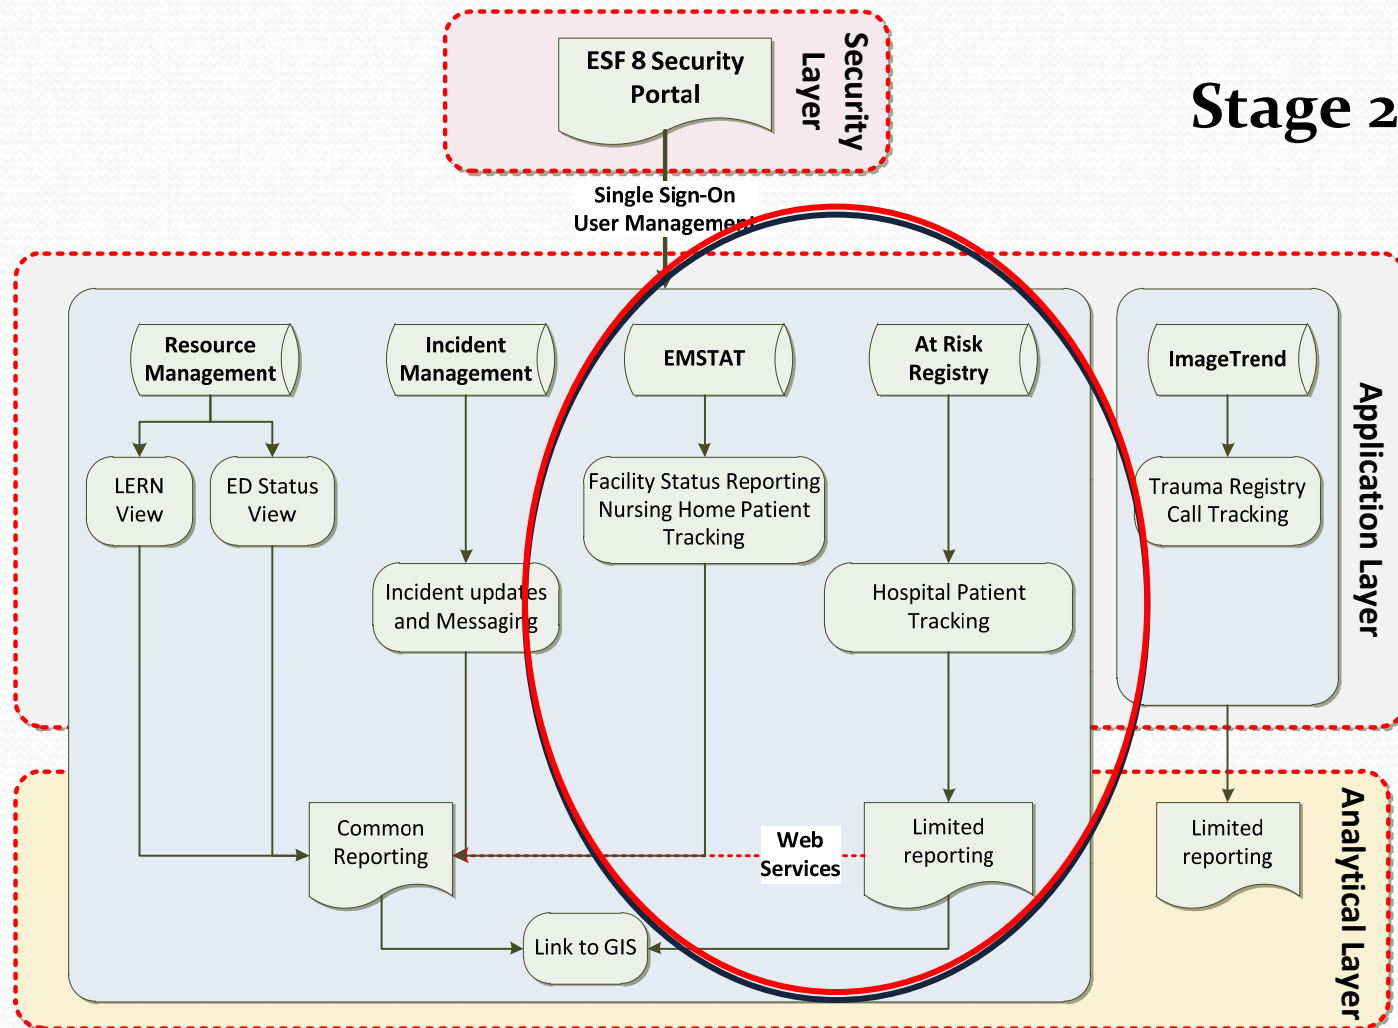 ESF 8 Security
Portal
Security
Layer
Stage 2
Single Sign-On
User Management
Resource
Management
Incident
Management
EMSTAT
At Risk
Registry
ImageTrend
Application Layer
LERN
View
ED Status
View
Facility Status Reporting
Nursing Home Patient
Tracking
Trauma Registry
Call Tracking
Incident updates
and Messaging
Hospital Patient
Tracking
Common
Reporting
Web
Services
Limited
reporting
Limited
reporting
Analytical Layer
Link to GIS